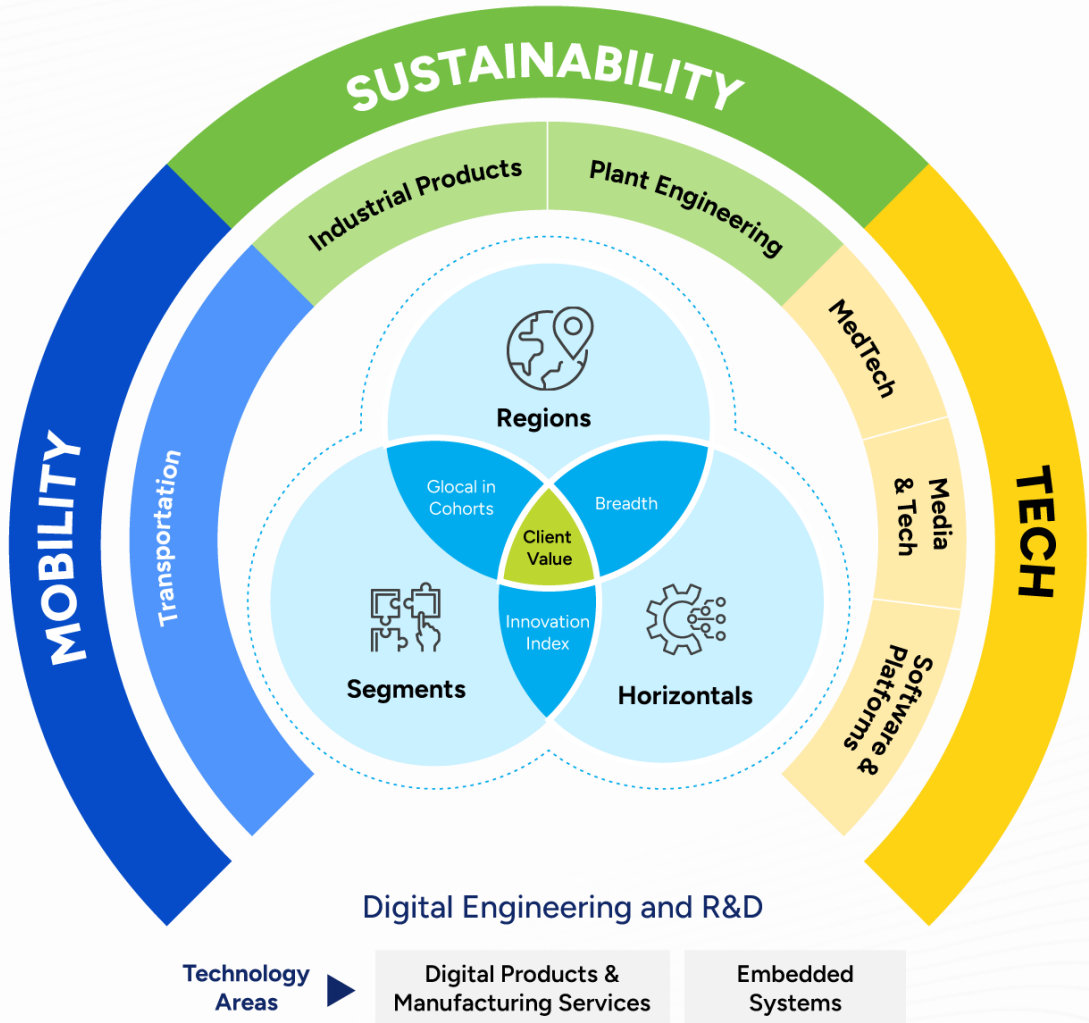 SUSTAINABILITY
Industrial Products
Plant Engineering
MOBILITY
Transportation
TECH
MedTech
Media
& Tech
Software &
Platforms
Regions
Glocal in
Cohorts
Breadth
Client
Value
Innovation
Index
Segments
Horizontals
Digital Engineering and R&D
Technology
Areas
Digital Products &
Manufacturing Services
Embedded
Systems